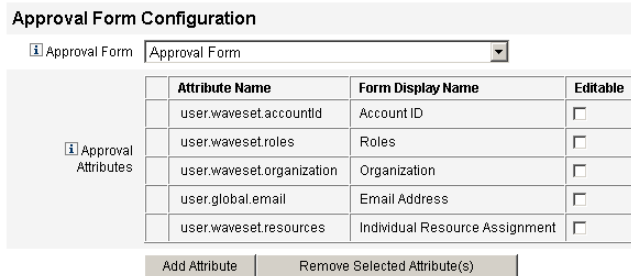 Approval Form Configuration
Approval Form Approval Form
Attribute Name Form Display Name Editable
user.waveset.accountId Account ID
user.waveset.roles Roles
Approval Attributes
user.waveset.organization Organization
user.global.email Email Address
user.waveset.resources Individual Resource Assignment
Add Attribute Remove Selected Attribute(s)